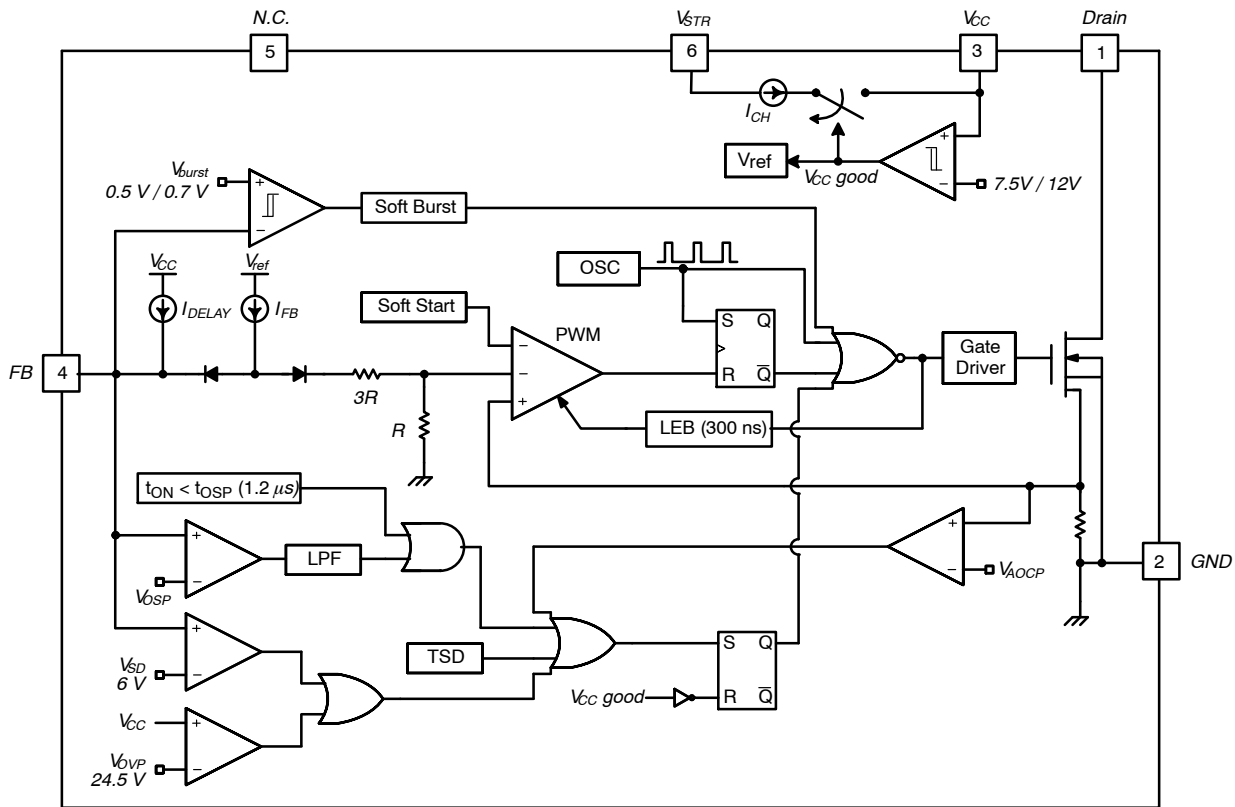 N.C.
VSTR
VCC
Drain
5
6
3
1
ICH
+
Vref
VCC good
−
7.5V / 12V
Vburst
0.5 V / 0.7 V
+
−
Soft Burst
VCC
Vref
OSC
IDELAY
IFB
Soft Start
PWM
S
Q
R
Q
Gate
Driver
FB
4
−
−
+
3R
R
LEB (300 ns)
tON < tOSP (1.2 μs)
+
−
VOSP
LPF
+
−
VAOCP
2
GND
+
−
VSD
6 V
TSD
S
Q
R
Q
VCC good
VCC
+
−
VOVP
24.5 V